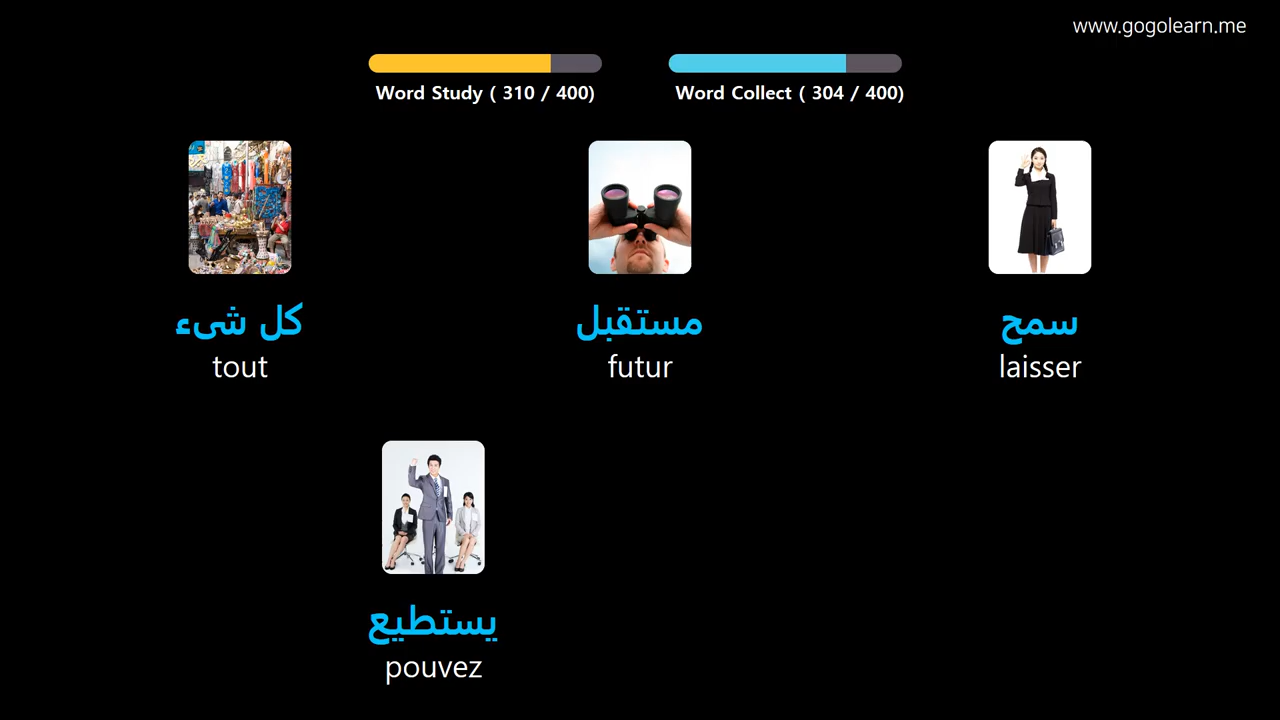 www.gogolearn.me
Word Study ( 310 / 400)
Word Collect ( 304 / 400)
كل شىء
tout
مستقبل
futur
سمح
laisser
يستطيع
pouvez